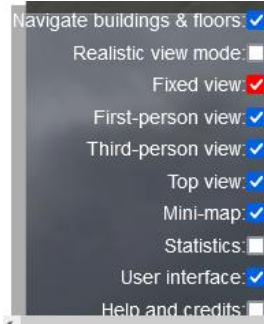 Navigate buildings & floors:
Realistic view mode:
Fixed view:
First-person view:
Third-person view:
Top view:
Mini-map:
Statistics:
User interface:
Help and credits: